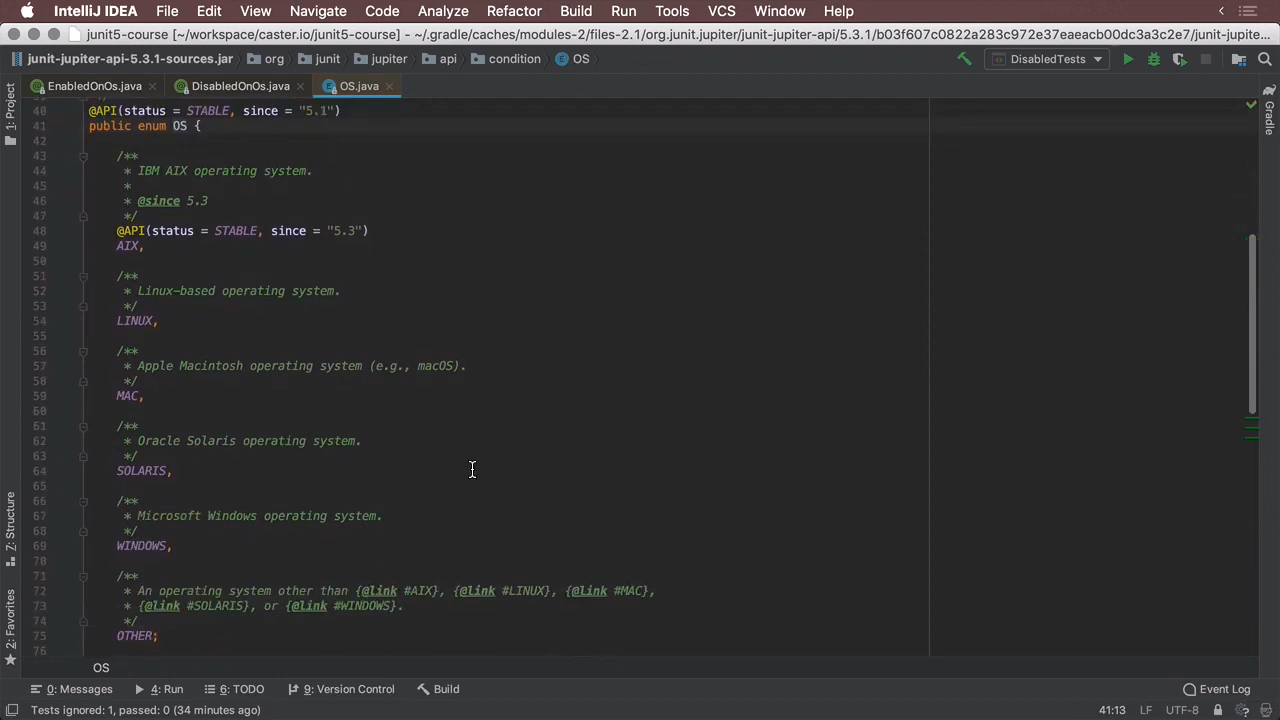 IntelliJ IDEA File Edit View Navigate Code Analyze Refactor Build Run Tools VCS Window Help
junit5-course [~/workspace/caster.io/junit5-course] - ~/.gradle/caches/modules-2/files-2.1/org.junit.jupiter/junit-jupiter-api/5.3.1/b03f607c0822a283c972e37eaeacb00dc3a3c2e7/junit-jupite...
junit-jupiter-api-5.3.1-sources.jar org junit jupiter api condition OS DisabledTests
EnabledOnOs.java DisabledOnOs.java OS.java
40 @API(status = STABLE, since = "5.1")
41 public enum OS {
42
43 /**
44 * IBM AIX operating system.
45 *
46 * @since 5.3
47 */
48 @API(status = STABLE, since = "5.3")
49 AIX,
50
51 /**
52 * Linux-based operating system.
53 */
54 LINUX,
55
56 /**
57 * Apple Macintosh operating system (e.g., macOS).
58 */
59 MAC,
60
61 /**
62 * Oracle Solaris operating system.
63 */
64 SOLARIS,
65
66 /**
67 * Microsoft Windows operating system.
68 */
69 WINDOWS,
70
71 /**
72 * An operating system other than {@link #AIX}, {@link #LINUX}, {@link #MAC},
73 * {@link #SOLARIS}, or {@link #WINDOWS}.
74 */
75 OTHER;
76
1: Project
Z: Structure
2: Favorites
Gradle
OS
0: Messages 4: Run 6: TODO 9: Version Control Build Event Log
Tests ignored: 1, passed: 0 (34 minutes ago) 41:13 LF UTF-8